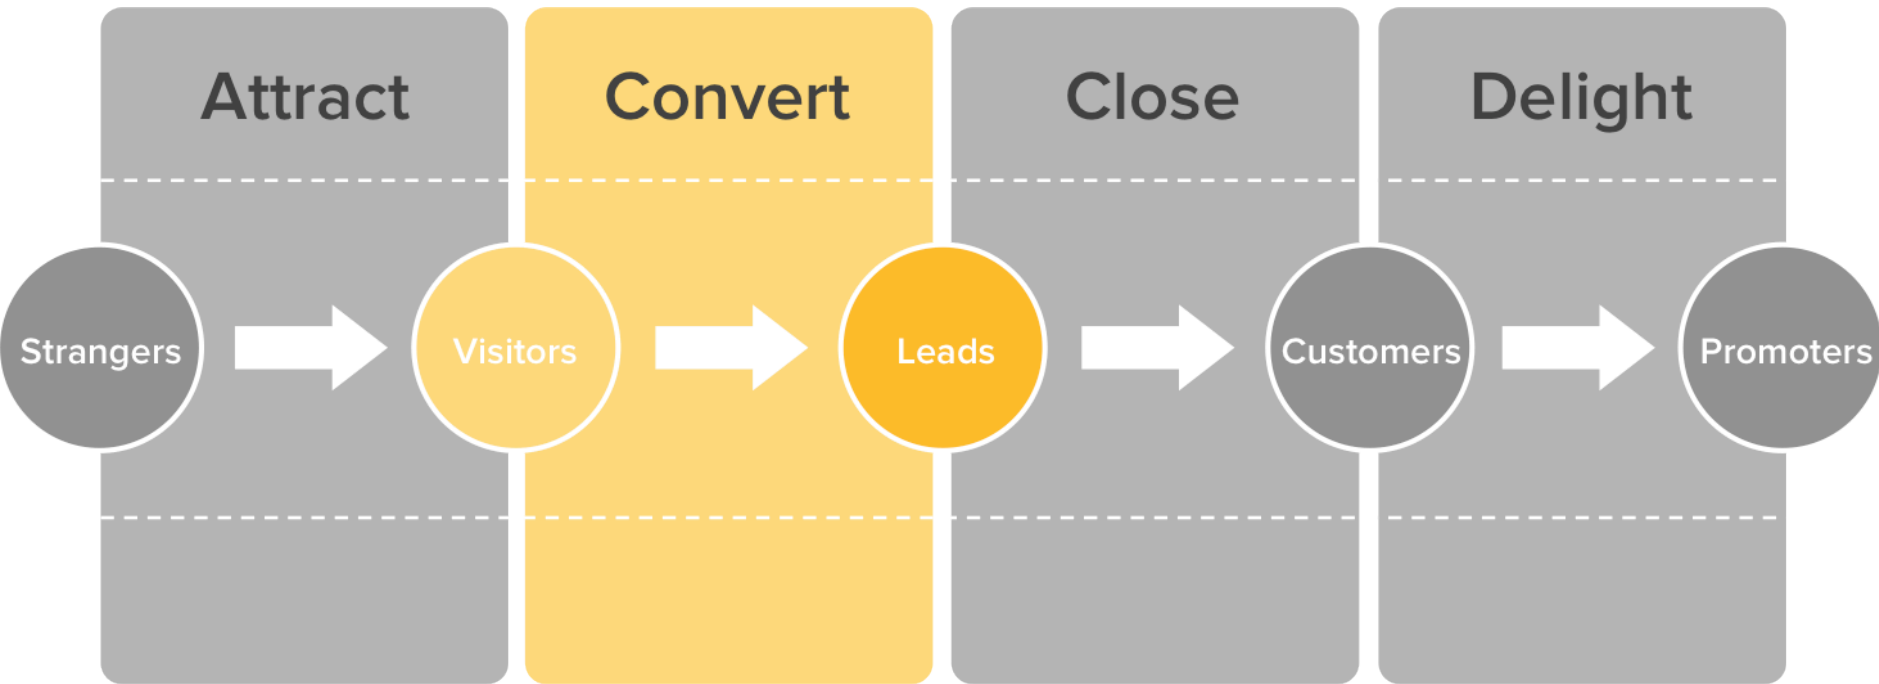 Attract
Convert
Close
Delight
Strangers
Visitors
Leads
Customers
Promoters